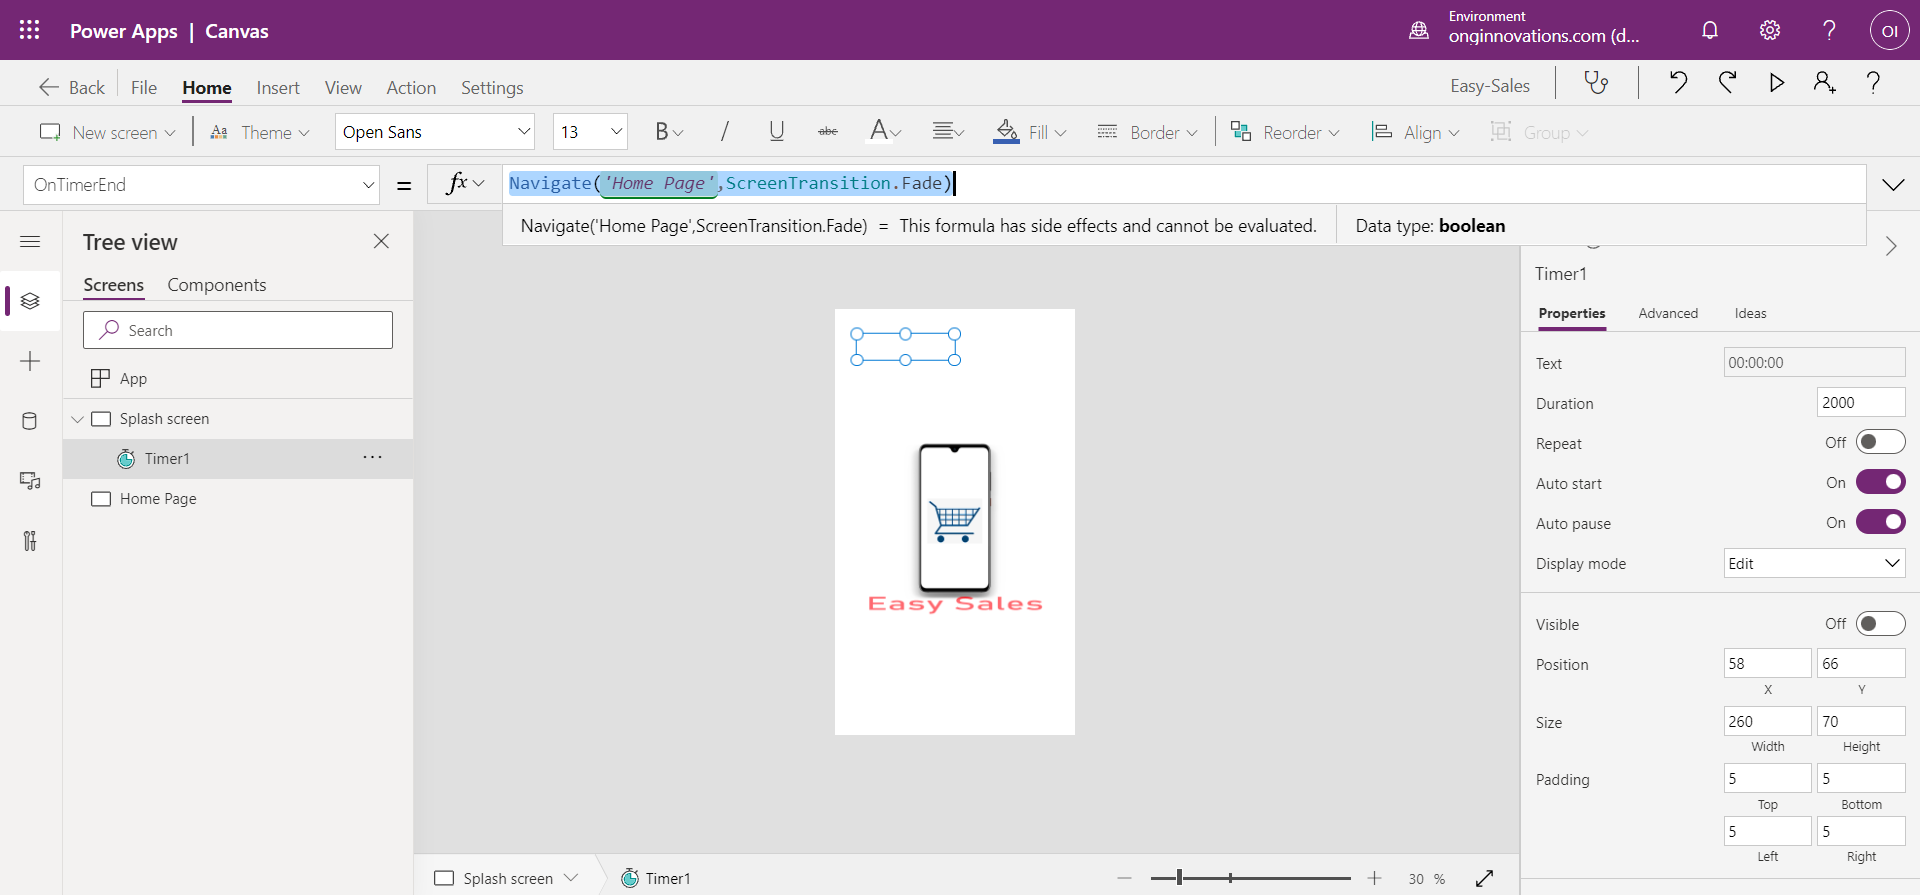 Power Apps | Canvas
Environment
onginnovations.com (d...
OI
Back File Home Insert View Action Settings
Easy-Sales
New screen Theme Open Sans 13 B / U abc A Fill Border Reorder Align Group
OnTimerEnd = fx Navigate('Home Page',ScreenTransition.Fade)
Navigate('Home Page',ScreenTransition.Fade) = This formula has side effects and cannot be evaluated. Data type: boolean
Tree view
Screens Components
Search
App
Splash screen
Timer1 ...
Home Page
Easy Sales
Timer1
Properties Advanced Ideas
Text 00:00:00
Duration 2000
Repeat Off
Auto start On
Auto pause On
Display mode Edit
Visible Off
Position 58 66
X Y
Size 260 70
Width Height
Padding 5 5
Top Bottom
5 5
Left Right
Splash screen Timer1
30 %